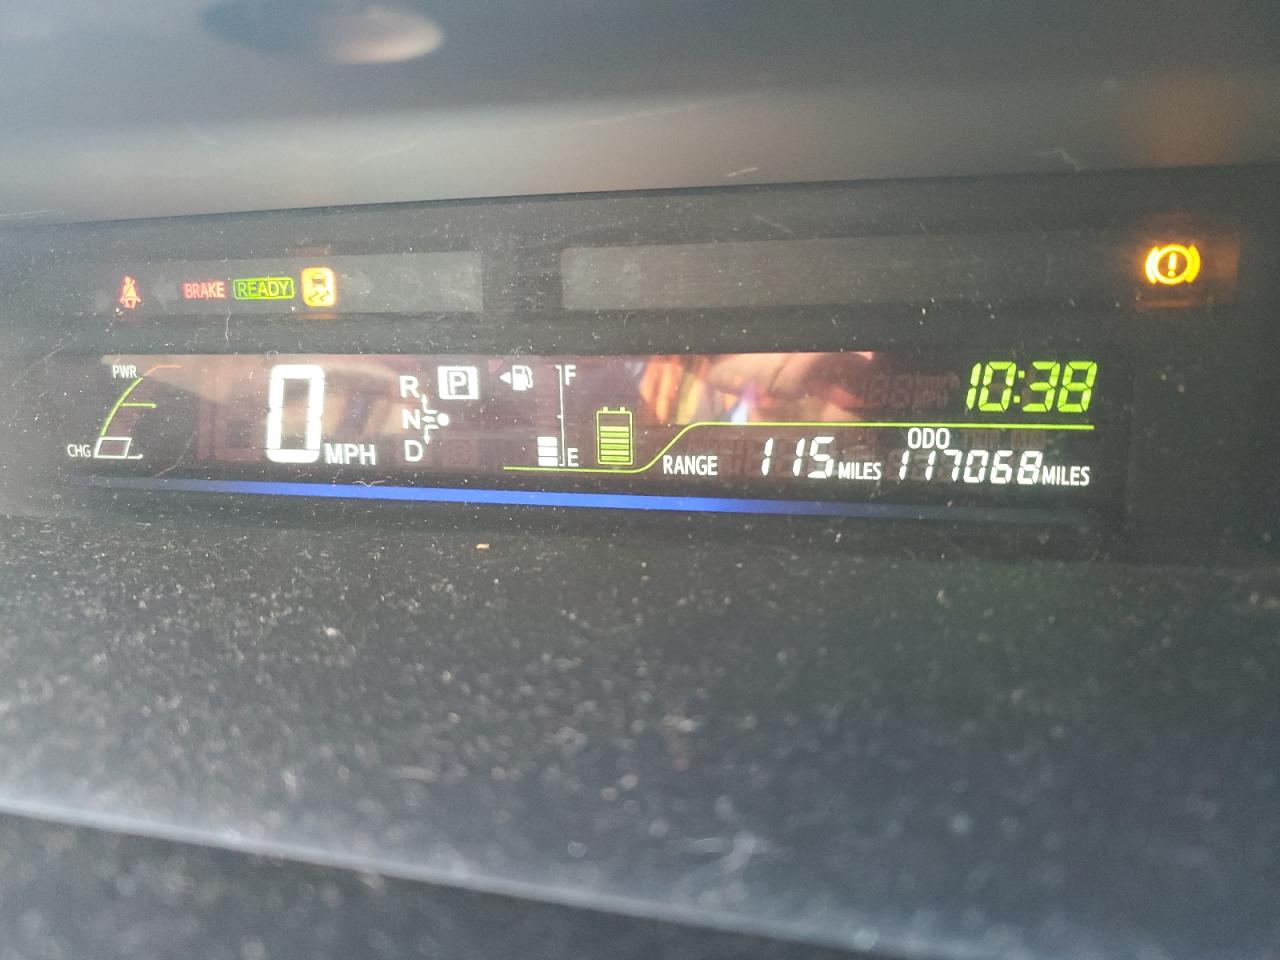 BRAKE READY
PWR
CHG
0 MPH
R P
N
D
F
E
10:38
ODO
RANGE 115 MILES 117068 MILES